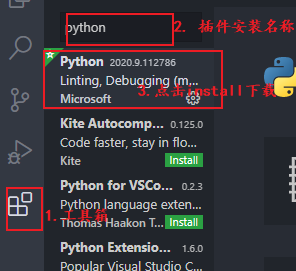 python
2. 插件安装名称
Python 2020.9.112786
Linting, Debugging (m...
Microsoft
3.点击install下载
Kite Autocomp... 0.125.0
Code faster, stay in flo...
Kite Install
1.工具箱
Python for VSCo... 0.2.3
Python language exten...
Thomas Haakon T... Install
Python Extensio... 1.6.0
Popular Visual Studio C...